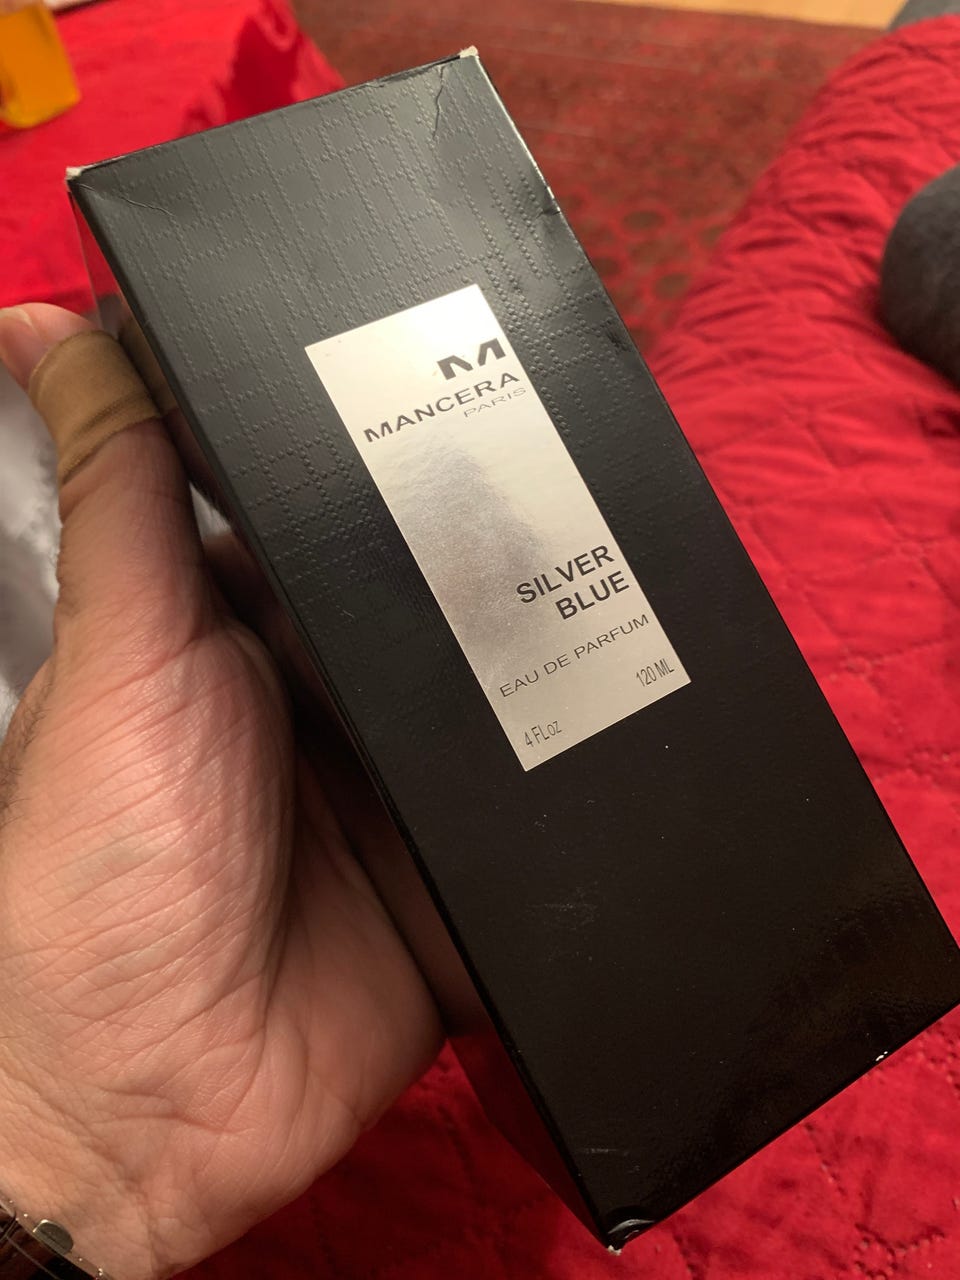 M
MANCERA
PARIS
SILVER
BLUE
EAU DE PARFUM
4 FLoz 120 ML